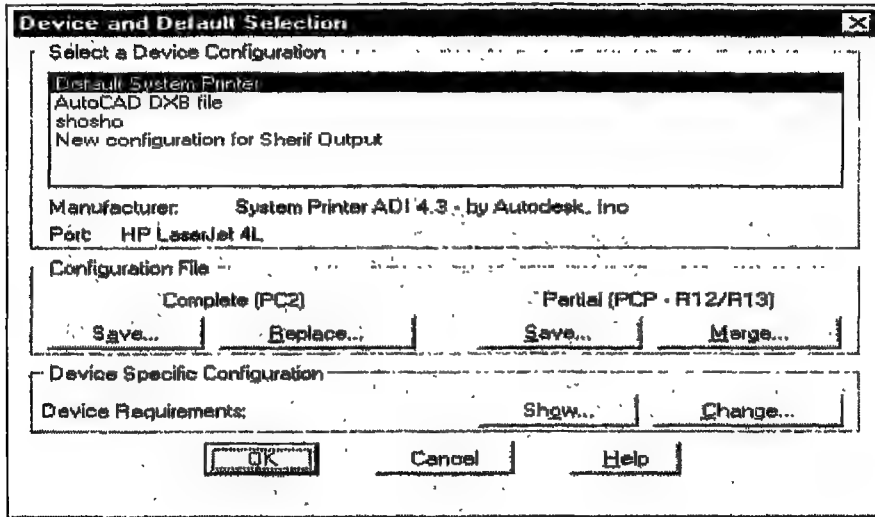 Device and Default Selection
Select a Device Configuration
Default System Printer
AutoCAD DXB file
shosho
New configuration for Sherif Output
Manufacturer: System Printer ADI 4.3 - by Autodesk, Inc
Port: HP LaserJet 4L
Configuration File
Complete (PC2) Partial (PCP - R12/R13)
Save... Replace... Save... Merge...
Device Specific Configuration
Device Requirements: Show... Change...
OK Cancel Help